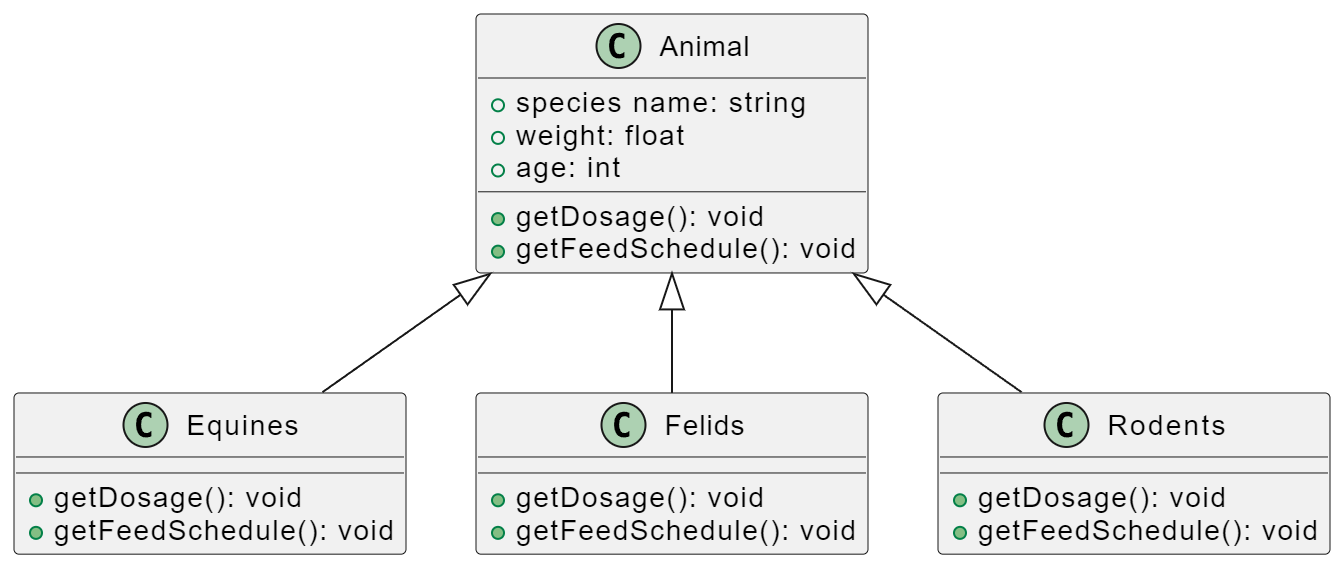 C Animal
species name: string
weight: float
age: int
getDosage(): void
getFeedSchedule(): void
C Equines
getDosage(): void
getFeedSchedule(): void
C Felids
getDosage(): void
getFeedSchedule(): void
C Rodents
getDosage(): void
getFeedSchedule(): void